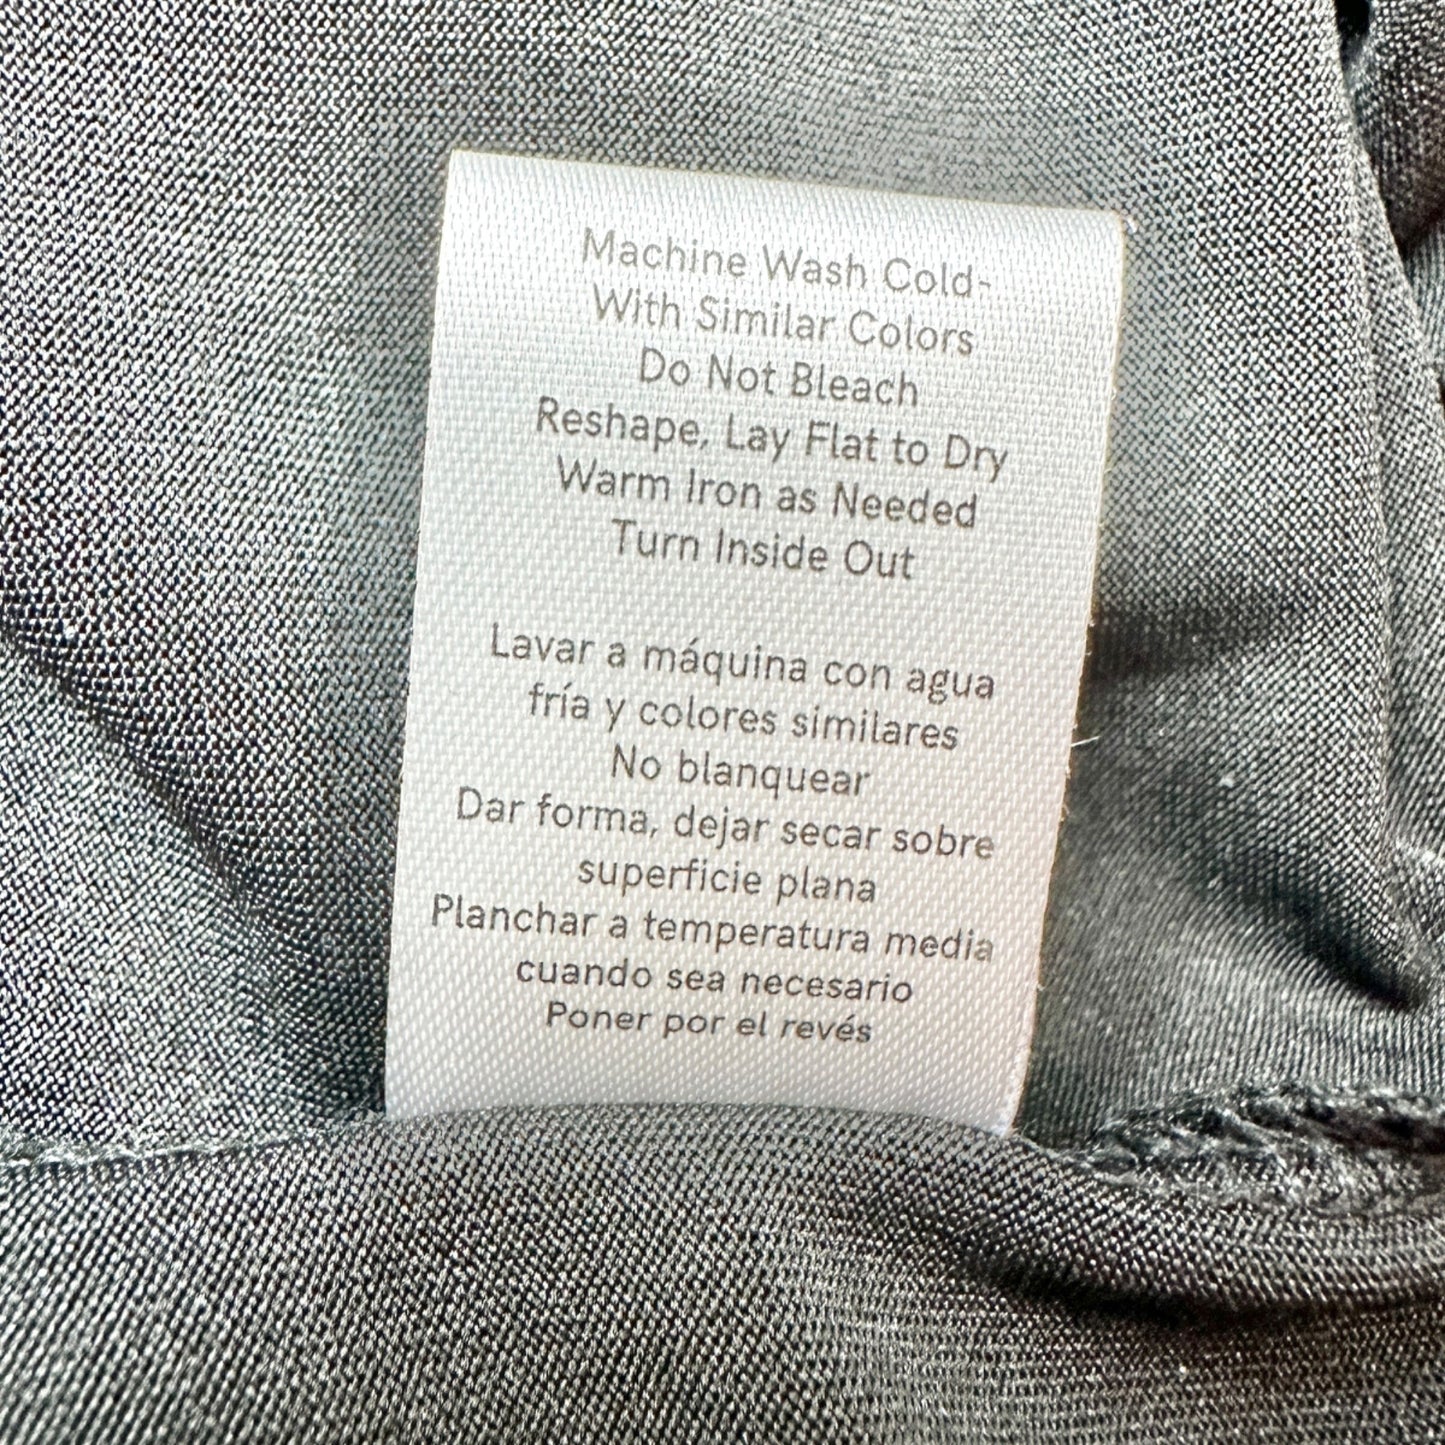 Machine Wash Cold-
With Similar Colors
Do Not Bleach
Reshape, Lay Flat to Dry
Warm Iron as Needed
Turn Inside Out
Lavar a máquina con agua
fría y colores similares
No blanquear
Dar forma, dejar secar sobre
superficie plana
Planchar a temperatura media
cuando sea necesario
Poner por el revés